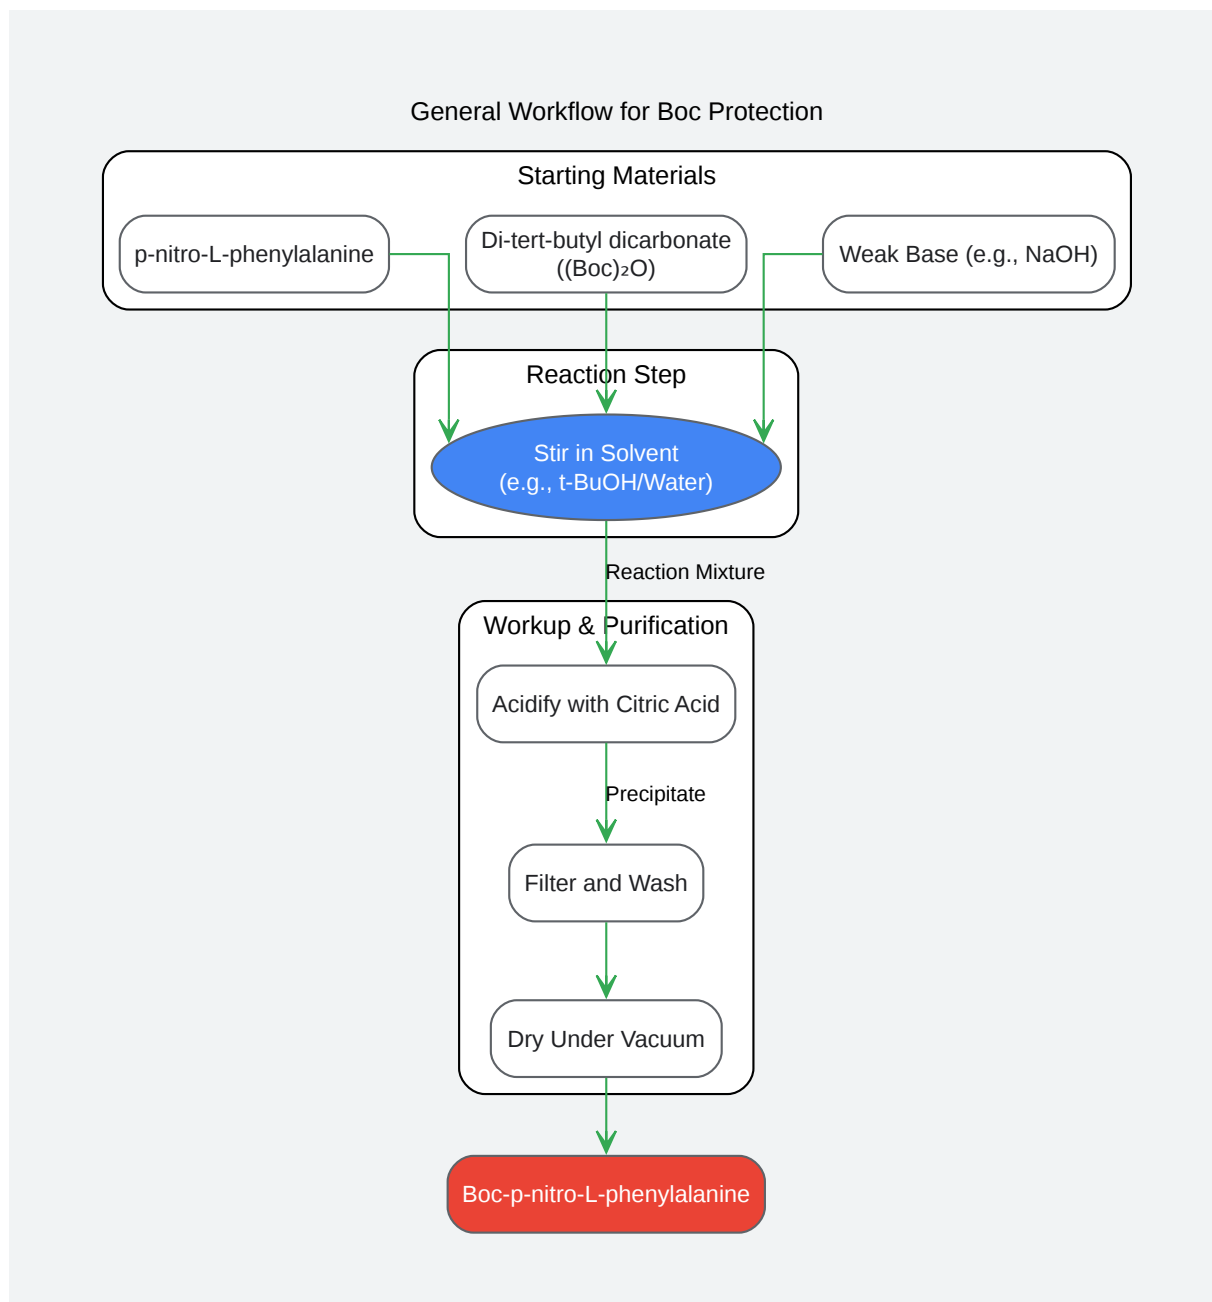 General Workflow for Boc Protection
Starting Materials
p-nitro-L-phenylalanine
Di-tert-butyl dicarbonate
((Boc)₂O)
Weak Base (e.g., NaOH)
Reaction Step
Stir in Solvent
(e.g., t-BuOH/Water)
Reaction Mixture
Workup & Purification
Acidify with Citric Acid
Precipitate
Filter and Wash
Dry Under Vacuum
Boc-p-nitro-L-phenylalanine